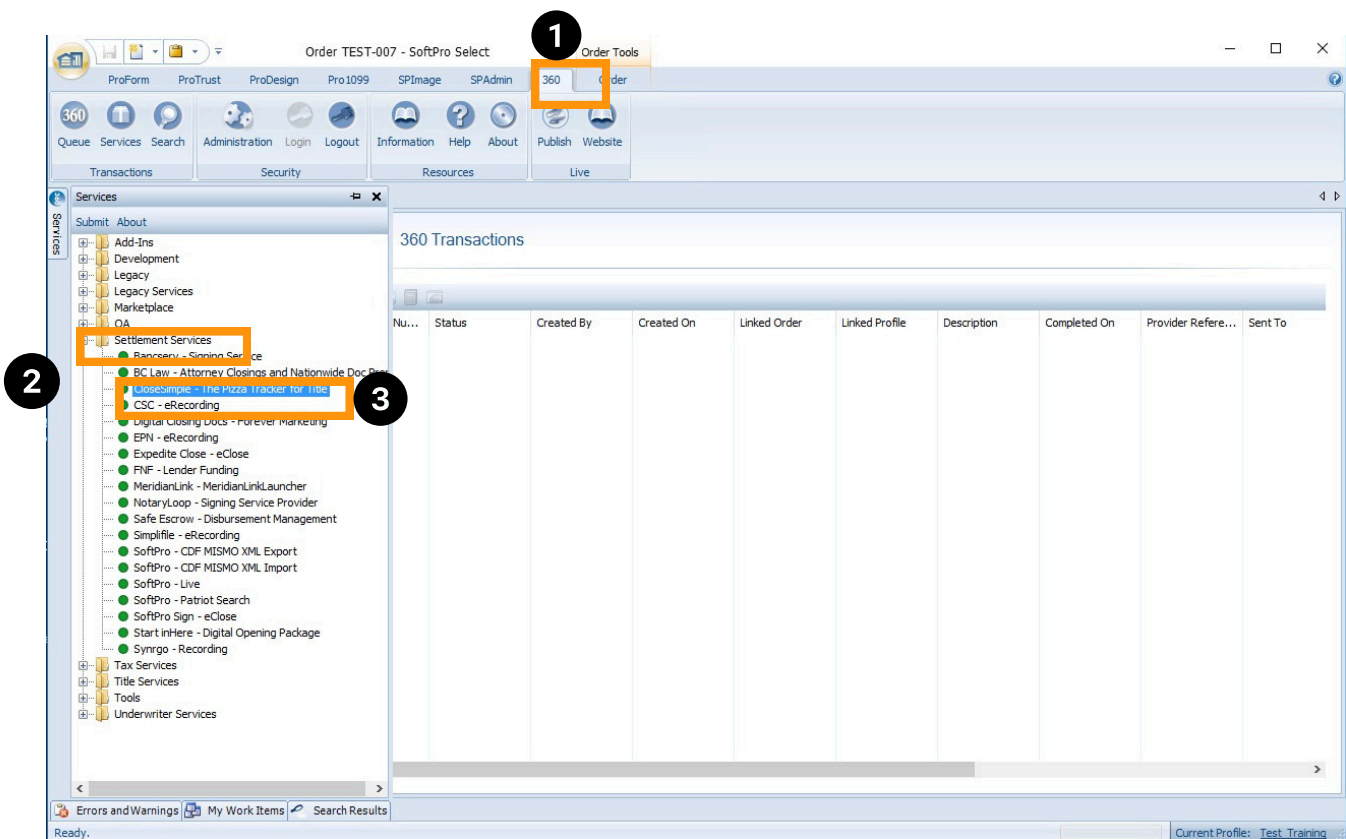 1
Order TEST-007 - SoftPro Select
Order Tools
ProForm ProTrust ProDesign Pro1099 SPImage SPAdmin 360 Order
360
Queue Services Search Administration Login Logout Information Help About Publish Website
Transactions Security Resources Live
Services
Services
Submit About
Add-Ins
Development
Legacy
Legacy Services
Marketplace
QA
Settlement Services
Bancserv - Signing Service
BC Law - Attorney Closings and Nationwide Doc
CloseSimple - The Pizza Tracker for Title
CSC - eRecording
Digital Closing Docs - Forever Marketing
EPN - eRecording
Expedite Close - eClose
FNF - Lender Funding
MeridianLink - MeridianLinkLauncher
NotaryLoop - Signing Service Provider
Safe Escrow - Disbursement Management
Simplifile - eRecording
SoftPro - CDF MISMO XML Export
SoftPro - CDF MISMO XML Import
SoftPro - Live
SoftPro - Patriot Search
SoftPro Sign - eClose
Start inHere - Digital Opening Package
Synrgo - Recording
Tax Services
Title Services
Tools
Underwriter Services
2
3
360 Transactions
Nu... Status Created By Created On Linked Order Linked Profile Description Completed On Provider Refere... Sent To
Errors and Warnings My Work Items Search Results
Ready.
Current Profile: Test Training